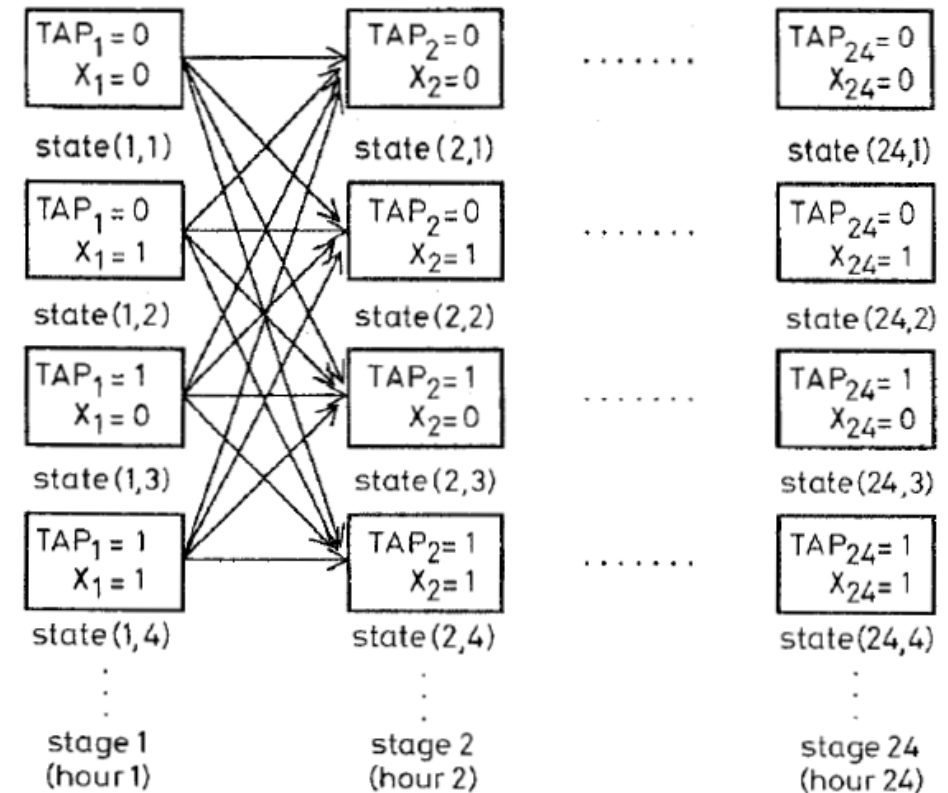 TAP₁ = 0
X₁ = 0
state(1,1)
TAP₁ = 0
X₁ = 1
state(1,2)
TAP₁ = 1
X₁ = 0
state(1,3)
TAP₁ = 1
X₁ = 1
state(1,4)
stage 1
(hour 1)
TAP₂ = 0
X₂ = 0
state(2,1)
TAP₂ = 0
X₂ = 1
state(2,2)
TAP₂ = 1
X₂ = 0
state(2,3)
TAP₂ = 1
X₂ = 1
state(2,4)
stage 2
(hour 2)
TAP₂₄ = 0
X₂₄ = 0
state(24,1)
TAP₂₄ = 0
X₂₄ = 1
state(24,2)
TAP₂₄ = 1
X₂₄ = 0
state(24,3)
TAP₂₄ = 1
X₂₄ = 1
state(24,4)
stage 24
(hour 24)